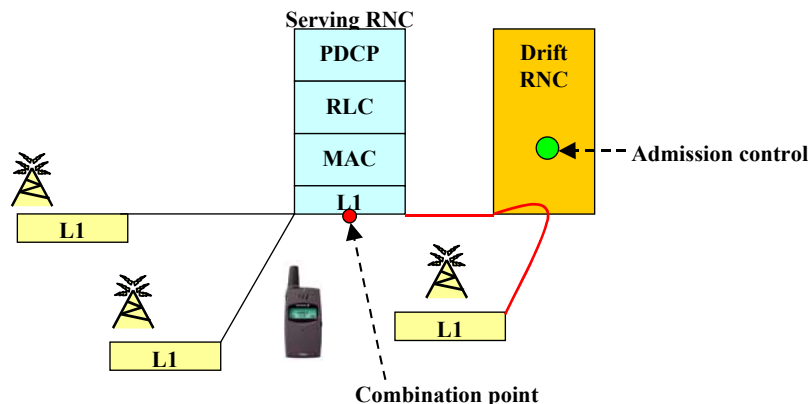 Serving RNC
PDCP
RLC
MAC
L1
Drift
RNC
Admission control
L1
L1
L1
Combination point